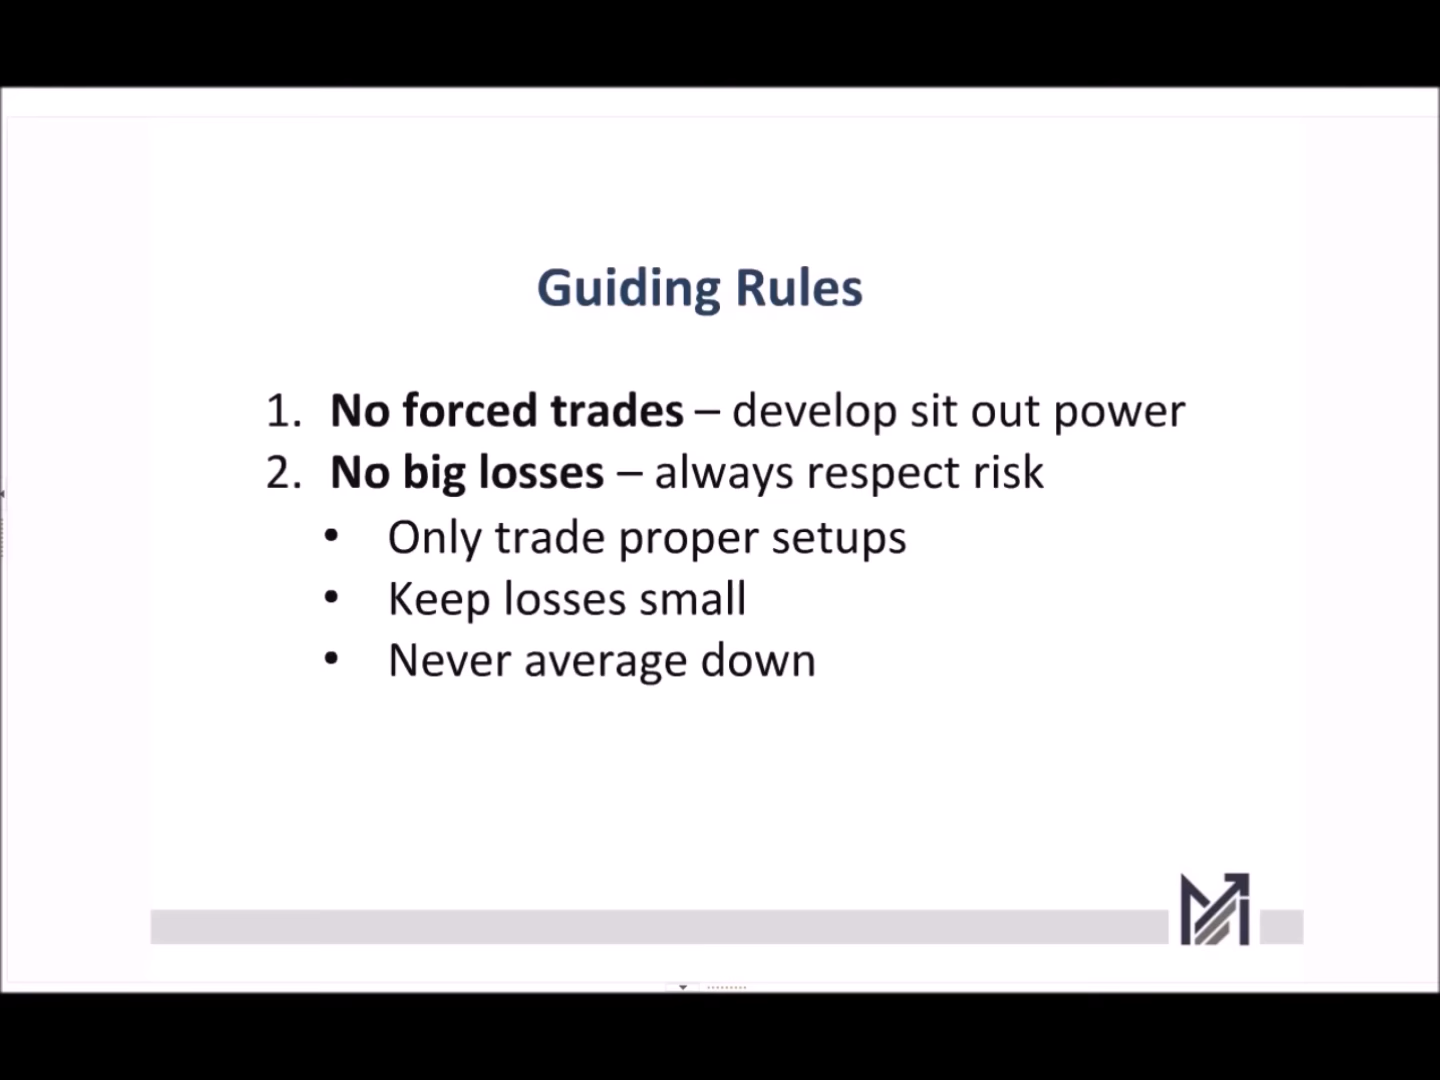 Guiding Rules
1. No forced trades – develop sit out power
2. No big losses – always respect risk
• Only trade proper setups
• Keep losses small
• Never average down